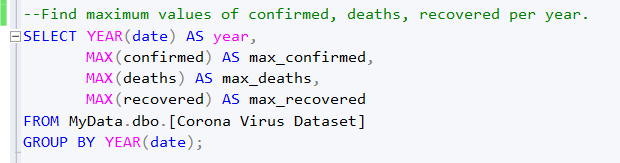 --Find maximum values of confirmed, deaths, recovered per year.
SELECT YEAR(date) AS year,
MAX(confirmed) AS max_confirmed,
MAX(deaths) AS max_deaths,
MAX(recovered) AS max_recovered
FROM MyData.dbo.[Corona Virus Dataset]
GROUP BY YEAR(date);